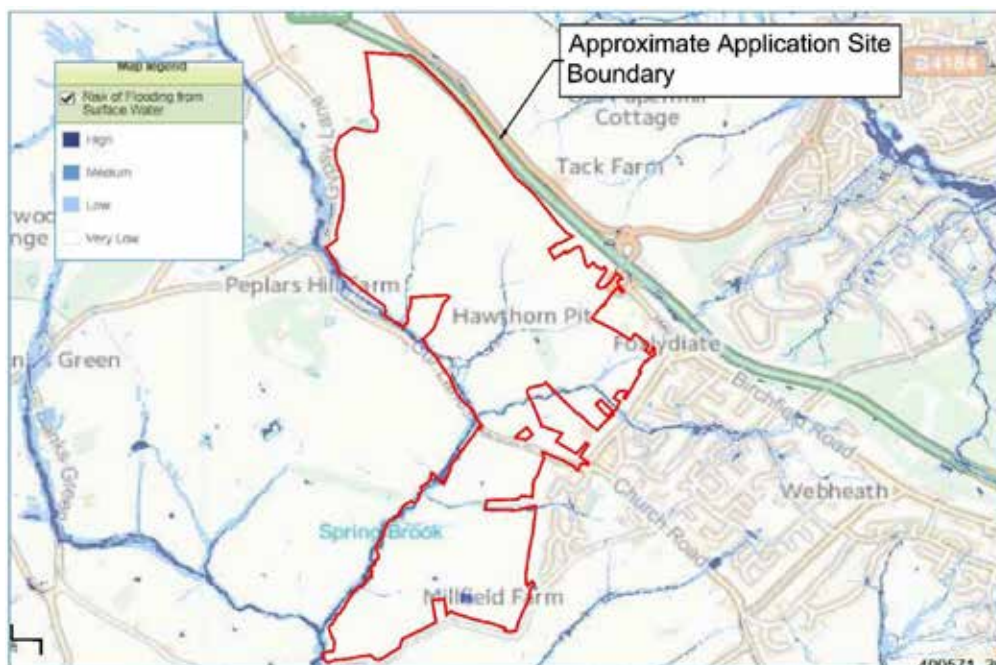 Approximate Application Site
Boundary
B4184
Map legend
Risk of Flooding from
Surface Water
High
Medium
Low
Very Low
Cottage
Tack Farm
Peplars Hill Farm
Hawthorn Pit
Foxlydiate
Green
Birchfield Road
Church Road
Webheath
Spring Brook
Millfield Farm